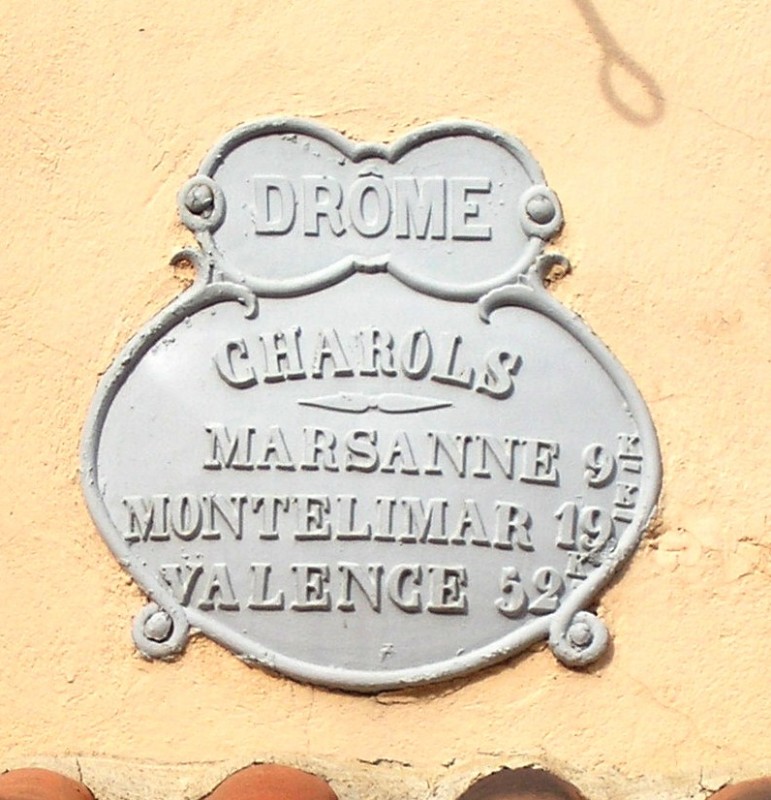 DRÔME
CHAROLS
MARSANNE 9K
MONTELIMAR 19K
VALENCE 52K